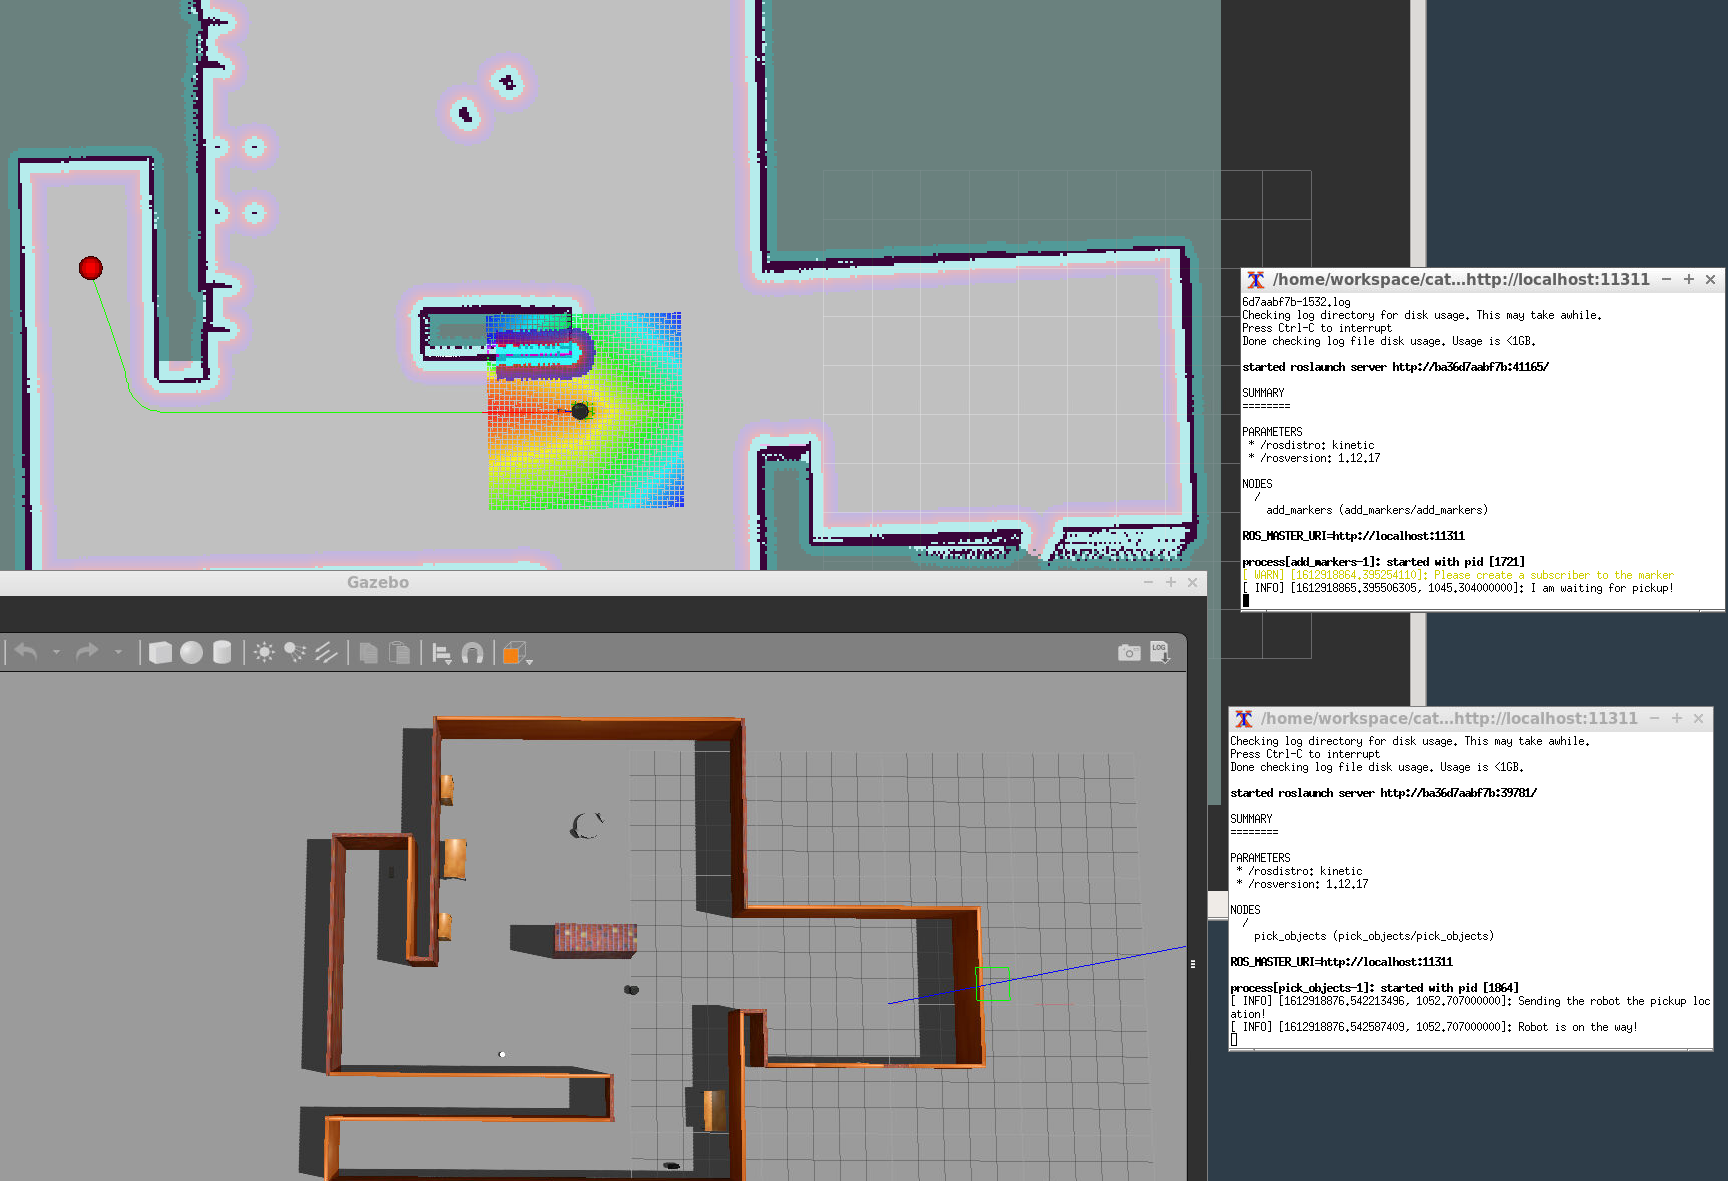 /home/workspace/cat...http://localhost:11311
6d7aabf7b-1532.log
Checking log directory for disk usage. This may take awhile.
Press Ctrl-C to interrupt
Done checking log file disk usage. Usage is <1GB.
started roslaunch server http://ba36d7aabf7b:41165/
SUMMARY
========
PARAMETERS
* /rosdistro: kinetic
* /rosversion: 1.12.17
NODES
/
add_markers (add_markers/add_markers)
ROS_MASTER_URI=http://localhost:11311
process[add_markers-1]: started with pid [1721]
[ WARN] [1612918864.395254110]: Please create a subscriber to the marker
[ INFO] [1612918865.395506305, 1045.304000000]: I am waiting for pickup!
Gazebo
LOG
/home/workspace/cat...http://localhost:11311
Checking log directory for disk usage. This may take awhile.
Press Ctrl-C to interrupt
Done checking log file disk usage. Usage is <1GB.
started roslaunch server http://ba36d7aabf7b:39781/
SUMMARY
========
PARAMETERS
* /rosdistro: kinetic
* /rosversion: 1.12.17
NODES
/
pick_objects (pick_objects/pick_objects)
ROS_MASTER_URI=http://localhost:11311
process[pick_objects-1]: started with pid [1864]
[ INFO] [1612918876.542213496, 1052.707000000]: Sending the robot the pickup loc
ation!
[ INFO] [1612918876.542587409, 1052.707000000]: Robot is on the way!